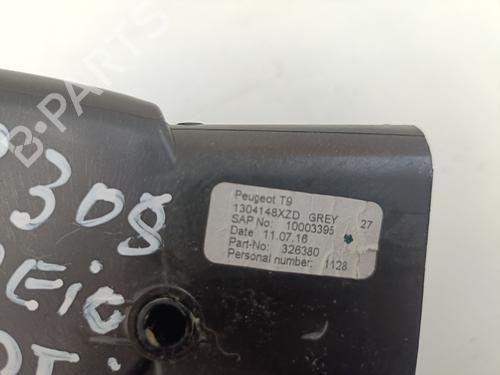 B-PARTS
308
Peugeot T9
1304148XZD GREY 27
SAP No: 10003395
Date 11.07.16
Part-No: 326380
Personal number: 1128